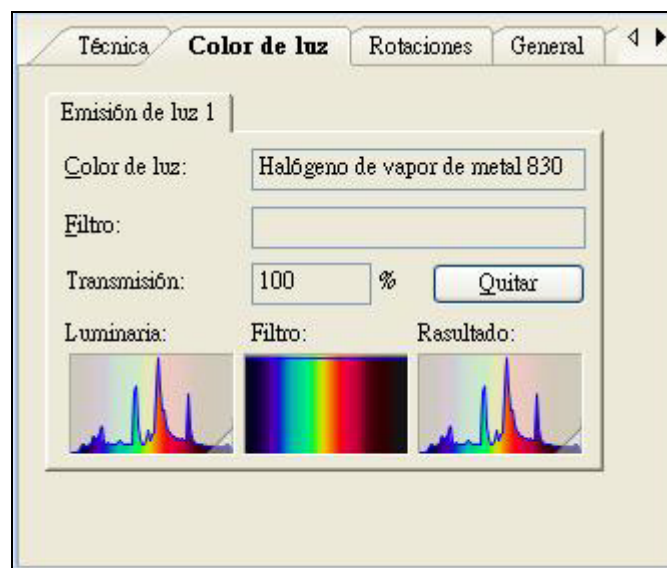 Técnica Color de luz Rotaciones General
Emisión de luz 1
Color de luz: Halógeno de vapor de metal 830
Filtro:
Transmisión: 100 % Quitar
Luminaria: Filtro: Rasultado: